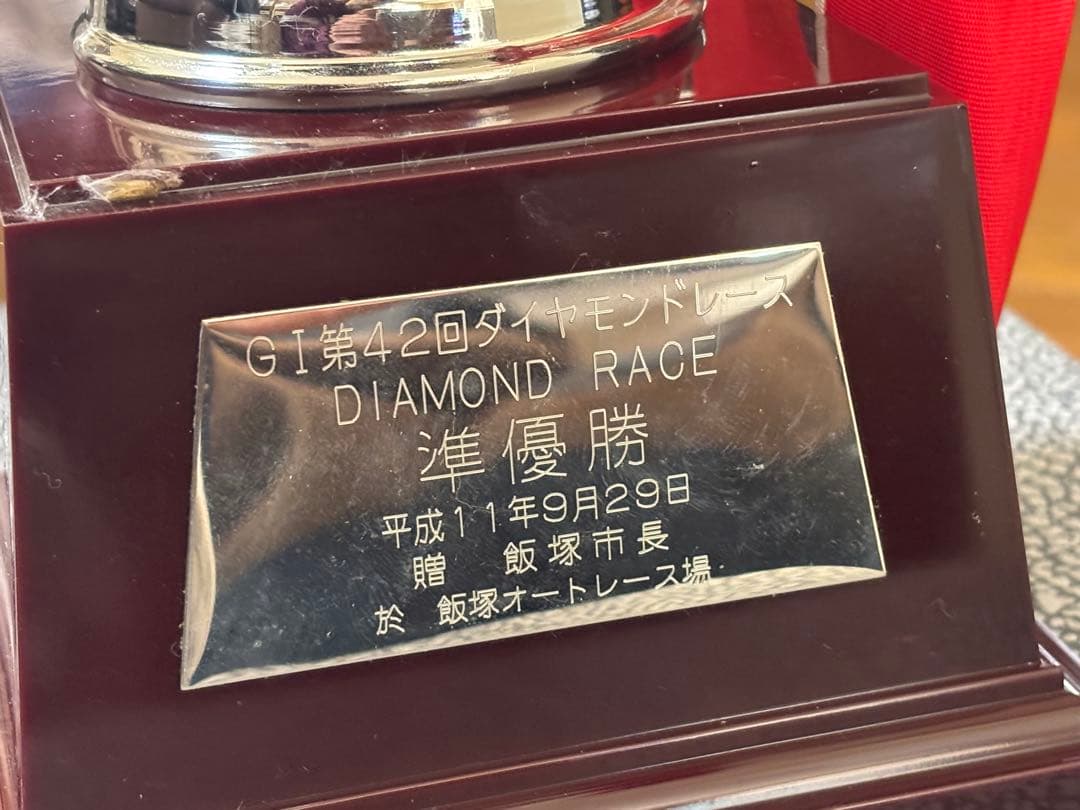 GI第42回ダイヤモンドレース
DIAMOND RACE
準優勝
平成11年9月29日
贈 飯塚市長
於 飯塚オートレース場